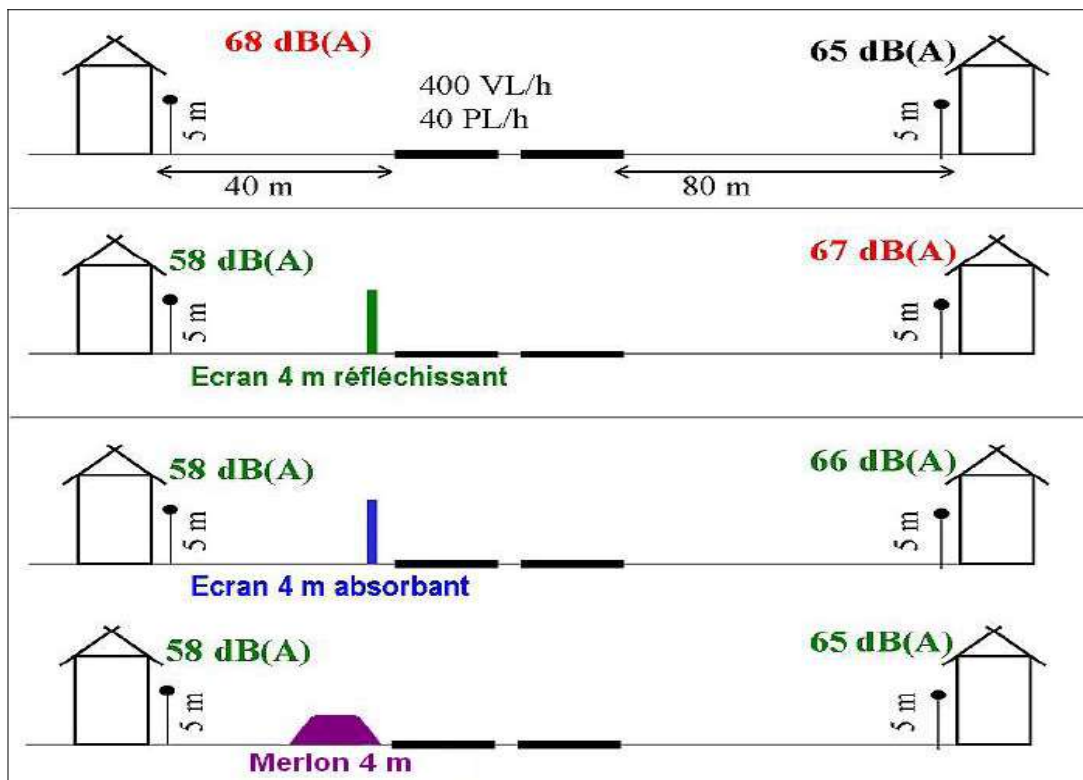 68 dB(A)
65 dB(A)
400 VL/h
40 PL/h
5 m
5 m
40 m
80 m
58 dB(A)
67 dB(A)
5 m
5 m
Ecran 4 m réfléchissant
58 dB(A)
66 dB(A)
5 m
5 m
Ecran 4 m absorbant
58 dB(A)
65 dB(A)
5 m
5 m
Merlon 4 m